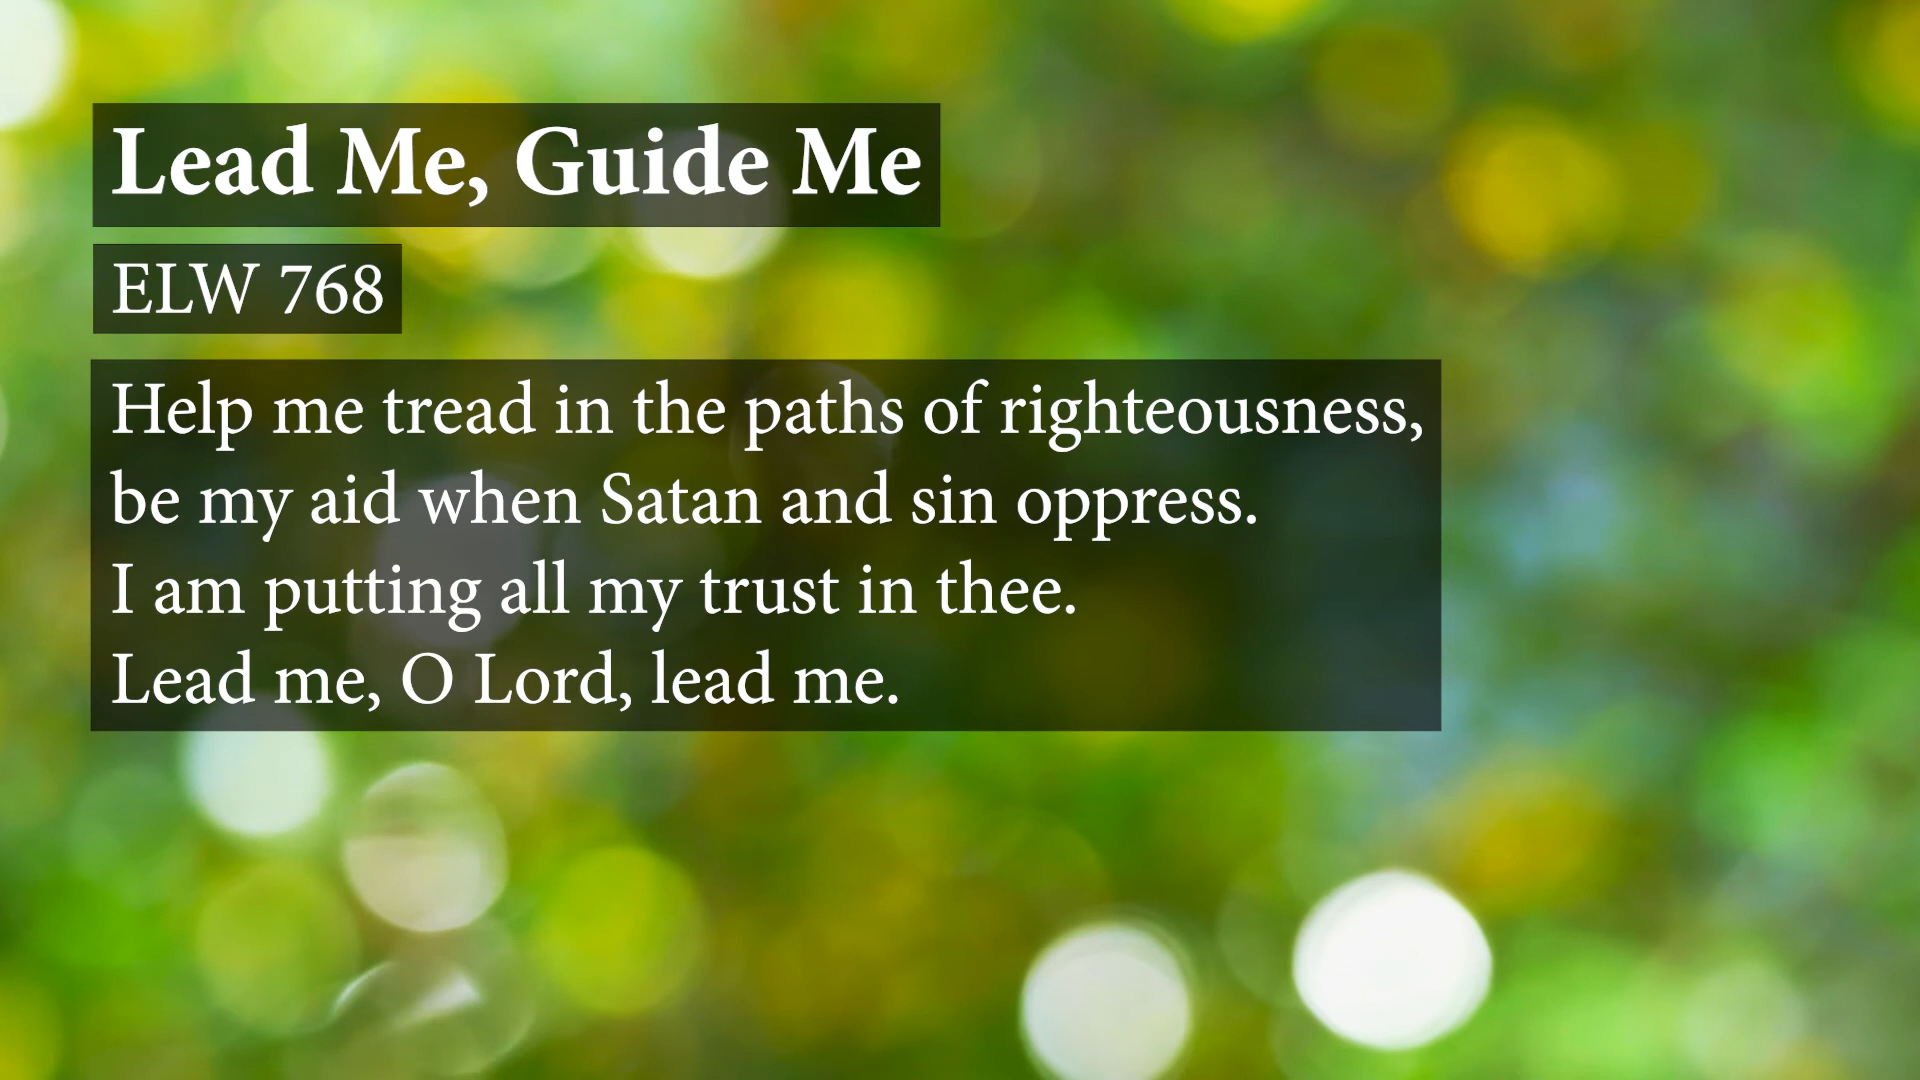 Lead Me, Guide Me
ELW 768
Help me tread in the paths of righteousness,
be my aid when Satan and sin oppress.
I am putting all my trust in thee.
Lead me, O Lord, lead me.